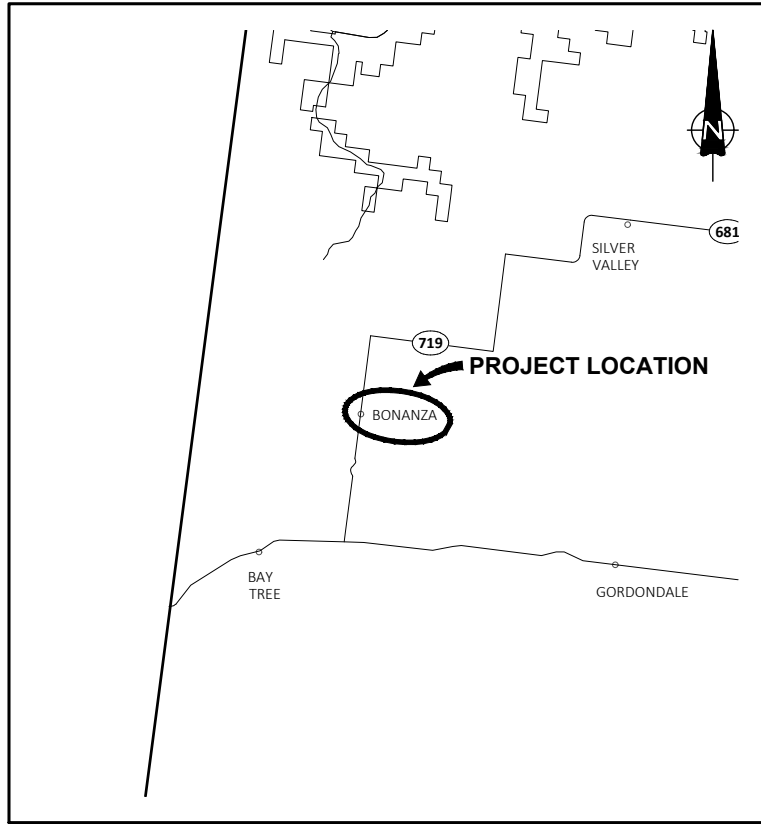 N
SILVER
VALLEY
681
719
PROJECT LOCATION
BONANZA
BAY
TREE
GORDONDALE